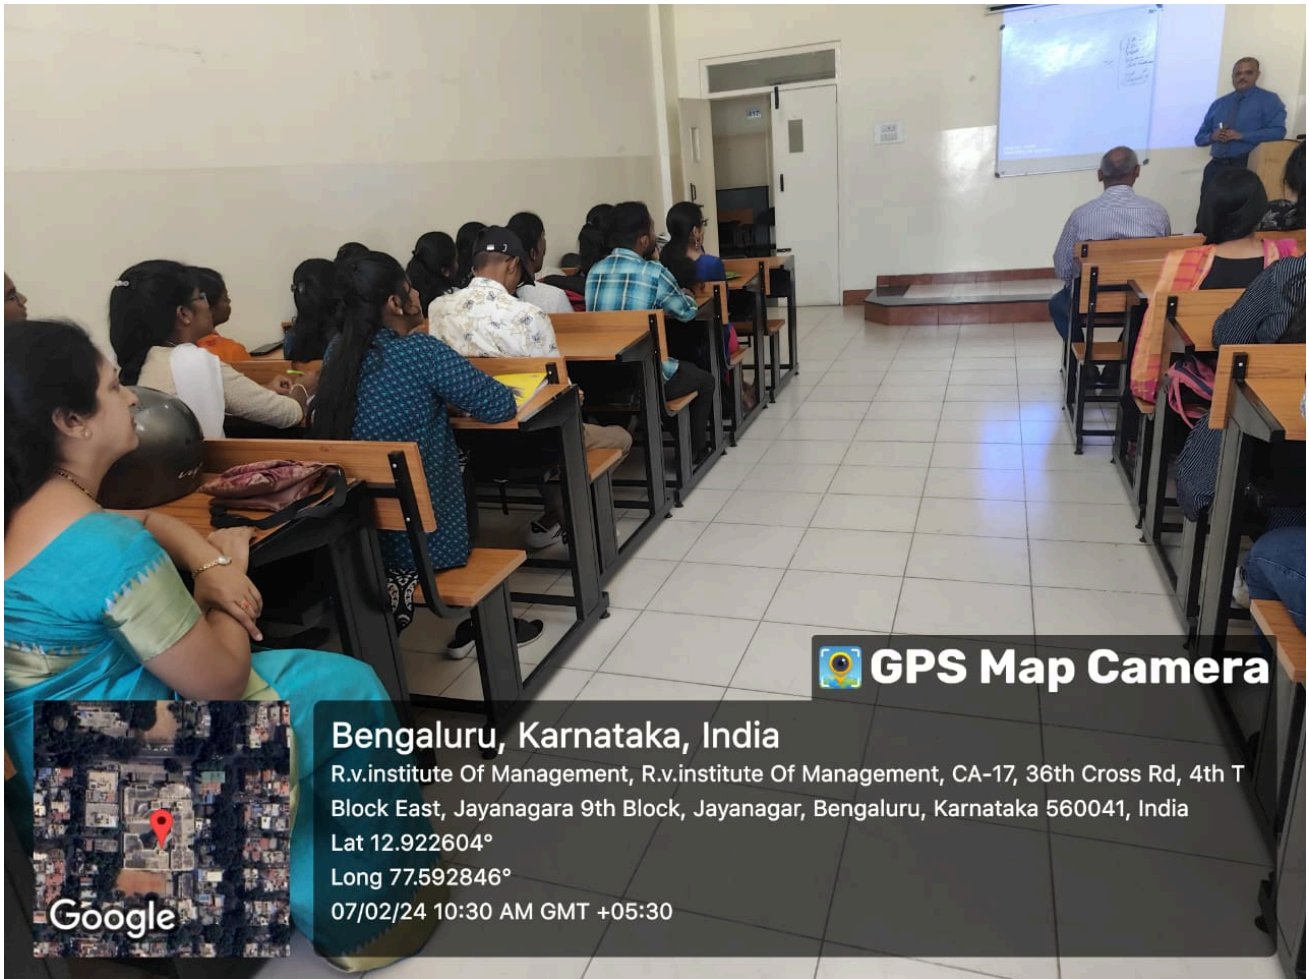 GPS Map Camera
Bengaluru, Karnataka, India
R.v.institute Of Management, R.v.institute Of Management, CA-17, 36th Cross Rd, 4th T
Block East, Jayanagara 9th Block, Jayanagar, Bengaluru, Karnataka 560041, India
Lat 12.922604°
Long 77.592846°
07/02/24 10:30 AM GMT +05:30
Google